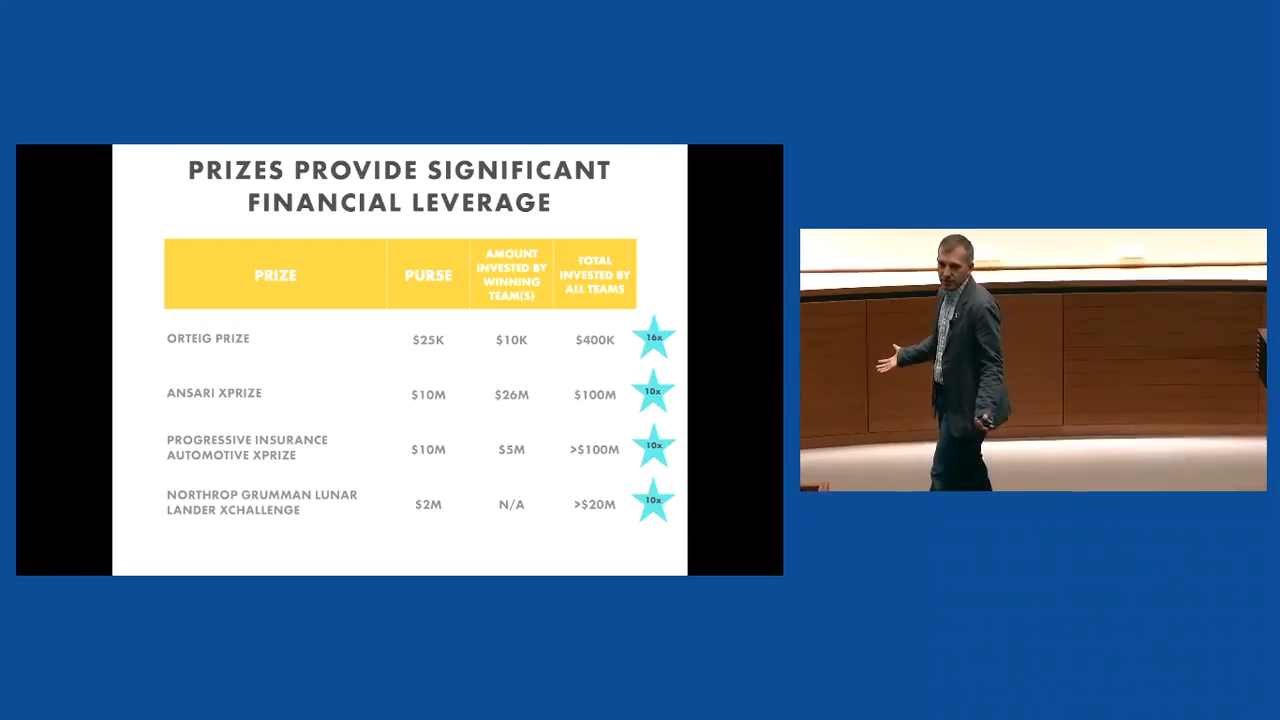 PRIZES PROVIDE SIGNIFICANT
FINANCIAL LEVERAGE
PRIZE
PURSE
AMOUNT
INVESTED BY
WINNING
TEAM(S)
TOTAL
INVESTED BY
ALL TEAMS
ORTEIG PRIZE
$25K
$10K
$400K
16x
ANSARI XPRIZE
$10M
$26M
$100M
10x
PROGRESSIVE INSURANCE
AUTOMOTIVE XPRIZE
$10M
$5M
>$100M
10x
NORTHROP GRUMMAN LUNAR
LANDER XCHALLENGE
$2M
N/A
>$20M
10x